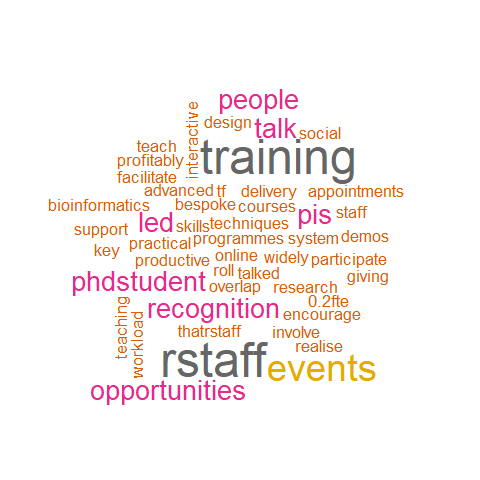 people
design
talk
social
interactive
training
teach
profitably
facilitate
advanced
tf
delivery
appointments
bioinformatics
bespoke
courses
led
skills
techniques
pis
staff
support
key
practical
programmes
system
demos
productive
online
widely
participate
phdstudent
roll
talked
giving
overlap
research
recognition
0.2fte
encourage
teaching
workload
thatrstaff
involve
realise
rstaff
events
opportunities